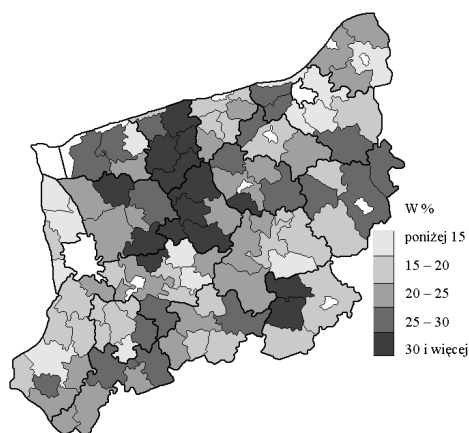 W %
poniżej 15
15 – 20
20 – 25
25 – 30
30 i więcej